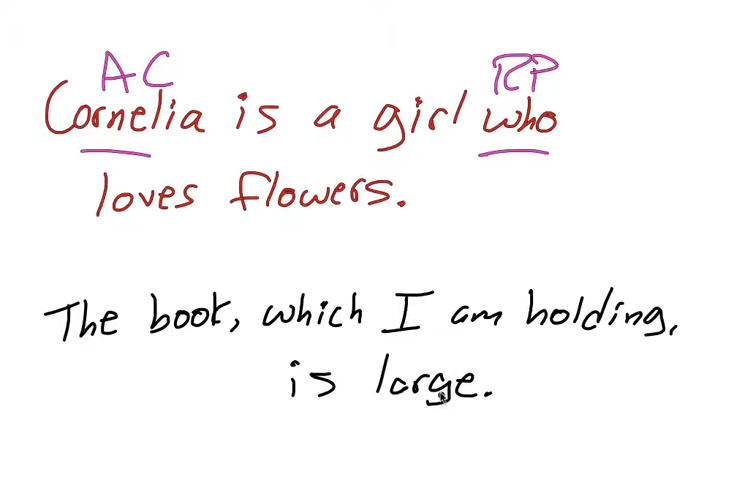 AC RP
Cornelia is a girl who
loves flowers.
The book, which I am holding,
is large.